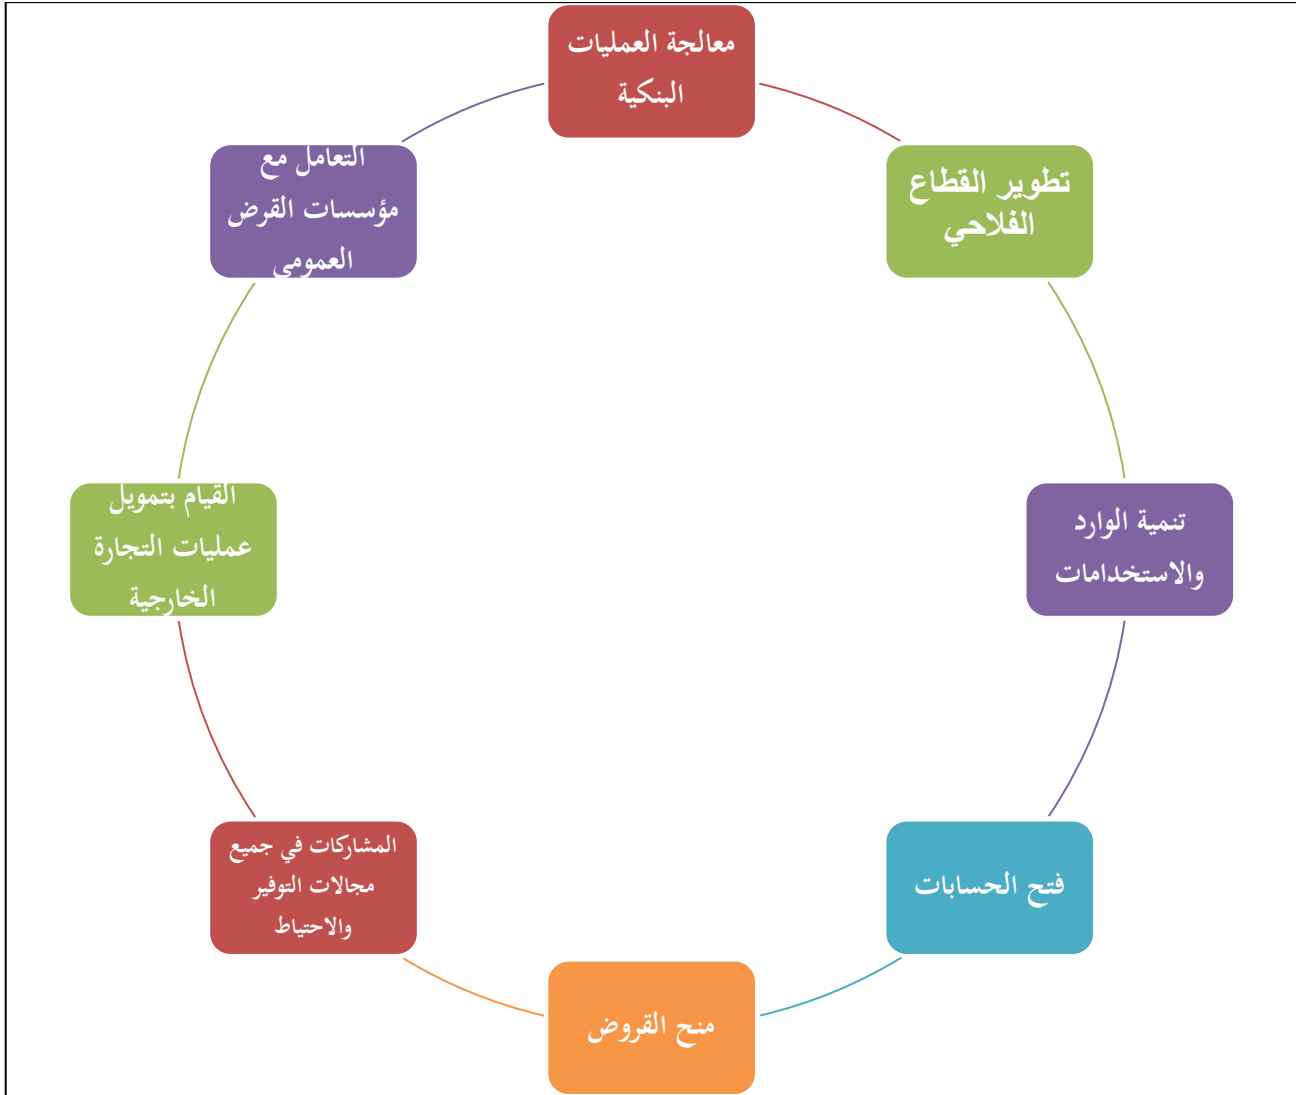 معالجة العمليات
البنكية
تطوير القطاع
الفلاحي
تنمية الوارد
والاستخدامات
فتح الحسابات
منح القروض
المشاركات في جميع
مجالات التوفير
والاحتياط
القيام بتمويل
عمليات التجارة
الخارجية
التعامل مع
مؤسسات القرض
العمومي